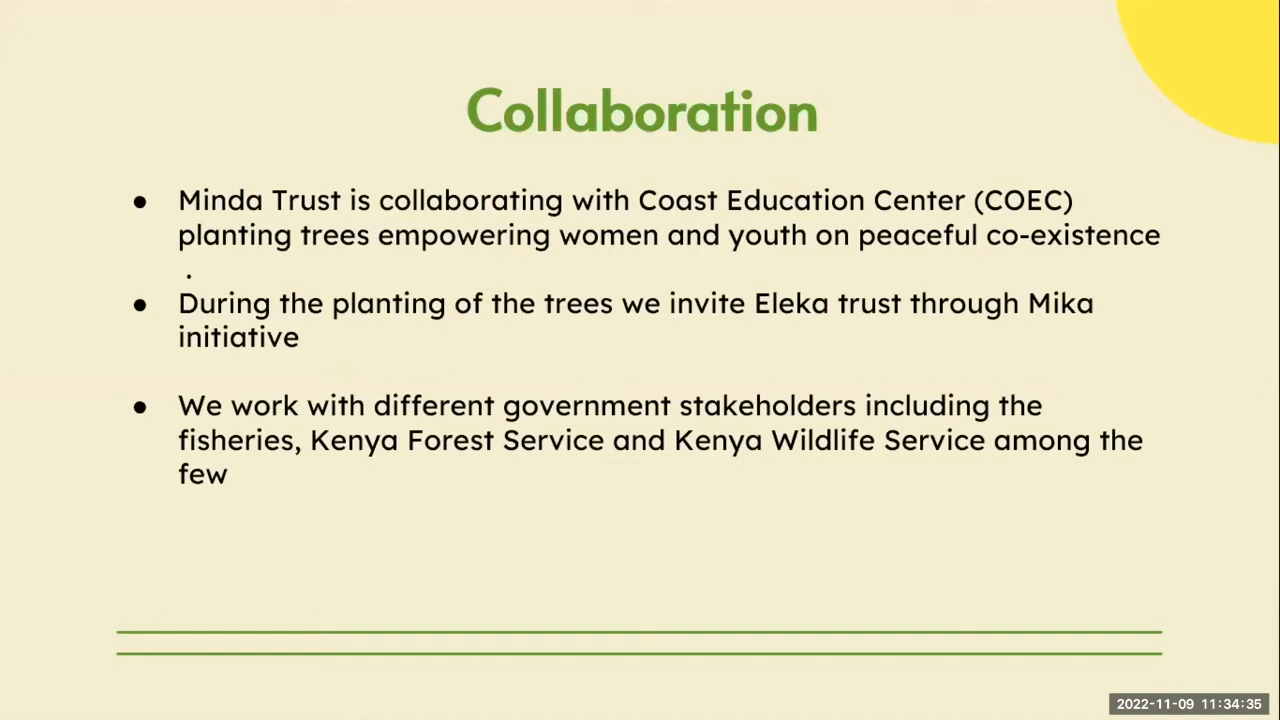 Collaboration
● Minda Trust is collaborating with Coast Education Center (COEC)
planting trees empowering women and youth on peaceful co-existence
.
● During the planting of the trees we invite Eleka trust through Mika
initiative
● We work with different government stakeholders including the
fisheries, Kenya Forest Service and Kenya Wildlife Service among the
few
2022-11-09 11:34:35